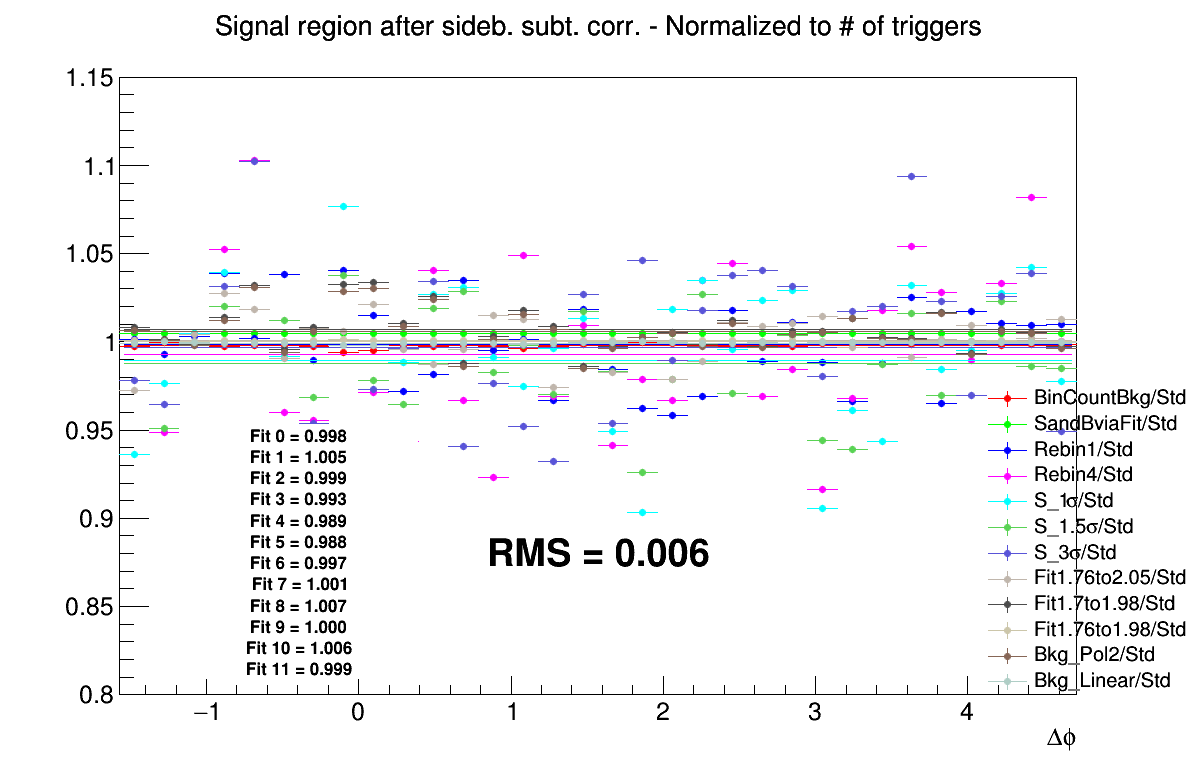 Signal region after sideb. subt. corr. - Normalized to # of triggers
1.15
1.1
1.05
1
0.95
0.9
0.85
0.8
Fit 0 = 0.998
Fit 1 = 1.005
Fit 2 = 0.999
Fit 3 = 0.993
Fit 4 = 0.989
Fit 5 = 0.988
Fit 6 = 0.997
Fit 7 = 1.001
Fit 8 = 1.007
Fit 9 = 1.000
Fit 10 = 1.006
Fit 11 = 0.999
RMS = 0.006
BinCountBkg/Std
SandBviaFit/Std
Rebin1/Std
Rebin4/Std
S_1σ/Std
S_1.5σ/Std
S_3σ/Std
Fit1.76to2.05/Std
Fit1.7to1.98/Std
Fit1.76to1.98/Std
Bkg_Pol2/Std
Bkg_Linear/Std
−1 0 1 2 3 4
Δϕ